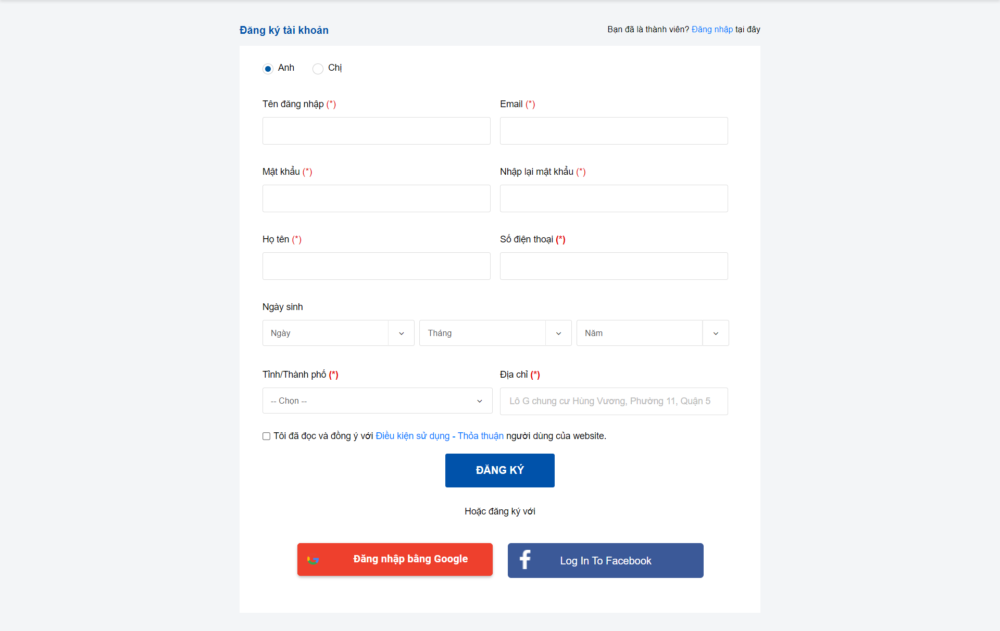 Đăng ký tài khoản
Bạn đã là thành viên? Đăng nhập tại đây
Anh
Chị
Tên đăng nhập (*)
Email (*)
Mật khẩu (*)
Nhập lại mật khẩu (*)
Họ tên (*)
Số điện thoại (*)
Ngày sinh
Ngày
Tháng
Năm
Tỉnh/Thành phố (*)
Địa chỉ (*)
-- Chọn --
Lô G chung cư Hùng Vương, Phường 11, Quận 5
Tôi đã đọc và đồng ý với Điều kiện sử dụng - Thỏa thuận người dùng của website.
ĐĂNG KÝ
Hoặc đăng ký với
Đăng nhập bằng Google
Log In To Facebook